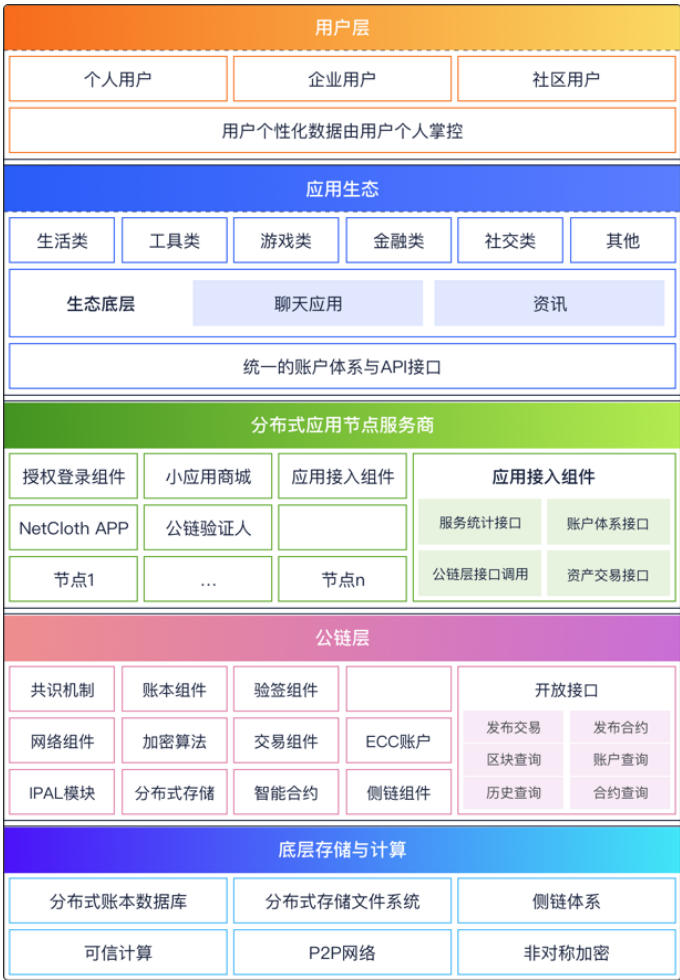 用户层
个人用户 企业用户 社区用户
用户个性化数据由用户个人掌控
应用生态
生活类 工具类 游戏类 金融类 社交类 其他
生态底层 聊天应用 资讯
统一的账户体系与API接口
分布式应用节点服务商
授权登录组件 小应用商城 应用接入组件
NetCloth APP 公链验证人
节点1 … 节点n
应用接入组件
服务统计接口 账户体系接口
公链层接口调用 资产交易接口
公链层
共识机制 账本组件 验签组件
网络组件 加密算法 交易组件 ECC账户
IPAL模块 分布式存储 智能合约 侧链组件
开放接口
发布交易 发布合约
区块查询 账户查询
历史查询 合约查询
底层存储与计算
分布式账本数据库 分布式存储文件系统 侧链体系
可信计算 P2P网络 非对称加密